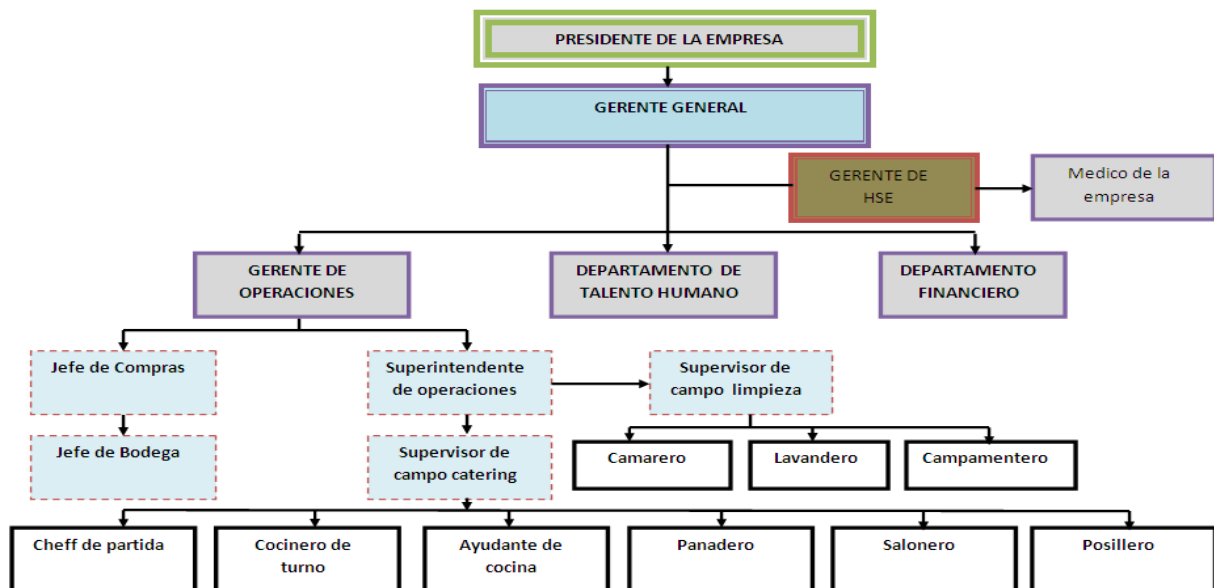 PRESIDENTE DE LA EMPRESA
GERENTE GENERAL
GERENTE DE
HSE
Medico de la
empresa
GERENTE DE
OPERACIONES
DEPARTAMENTO DE
TALENTO HUMANO
DEPARTAMENTO
FINANCIERO
Jefe de Compras
Superintendente
de operaciones
Supervisor de
campo limpieza
Jefe de Bodega
Supervisor de
campo catering
Camarero
Lavandero
Campamentero
Cheff de partida
Cocinero de
turno
Ayudante de
cocina
Panadero
Salonero
Posillero